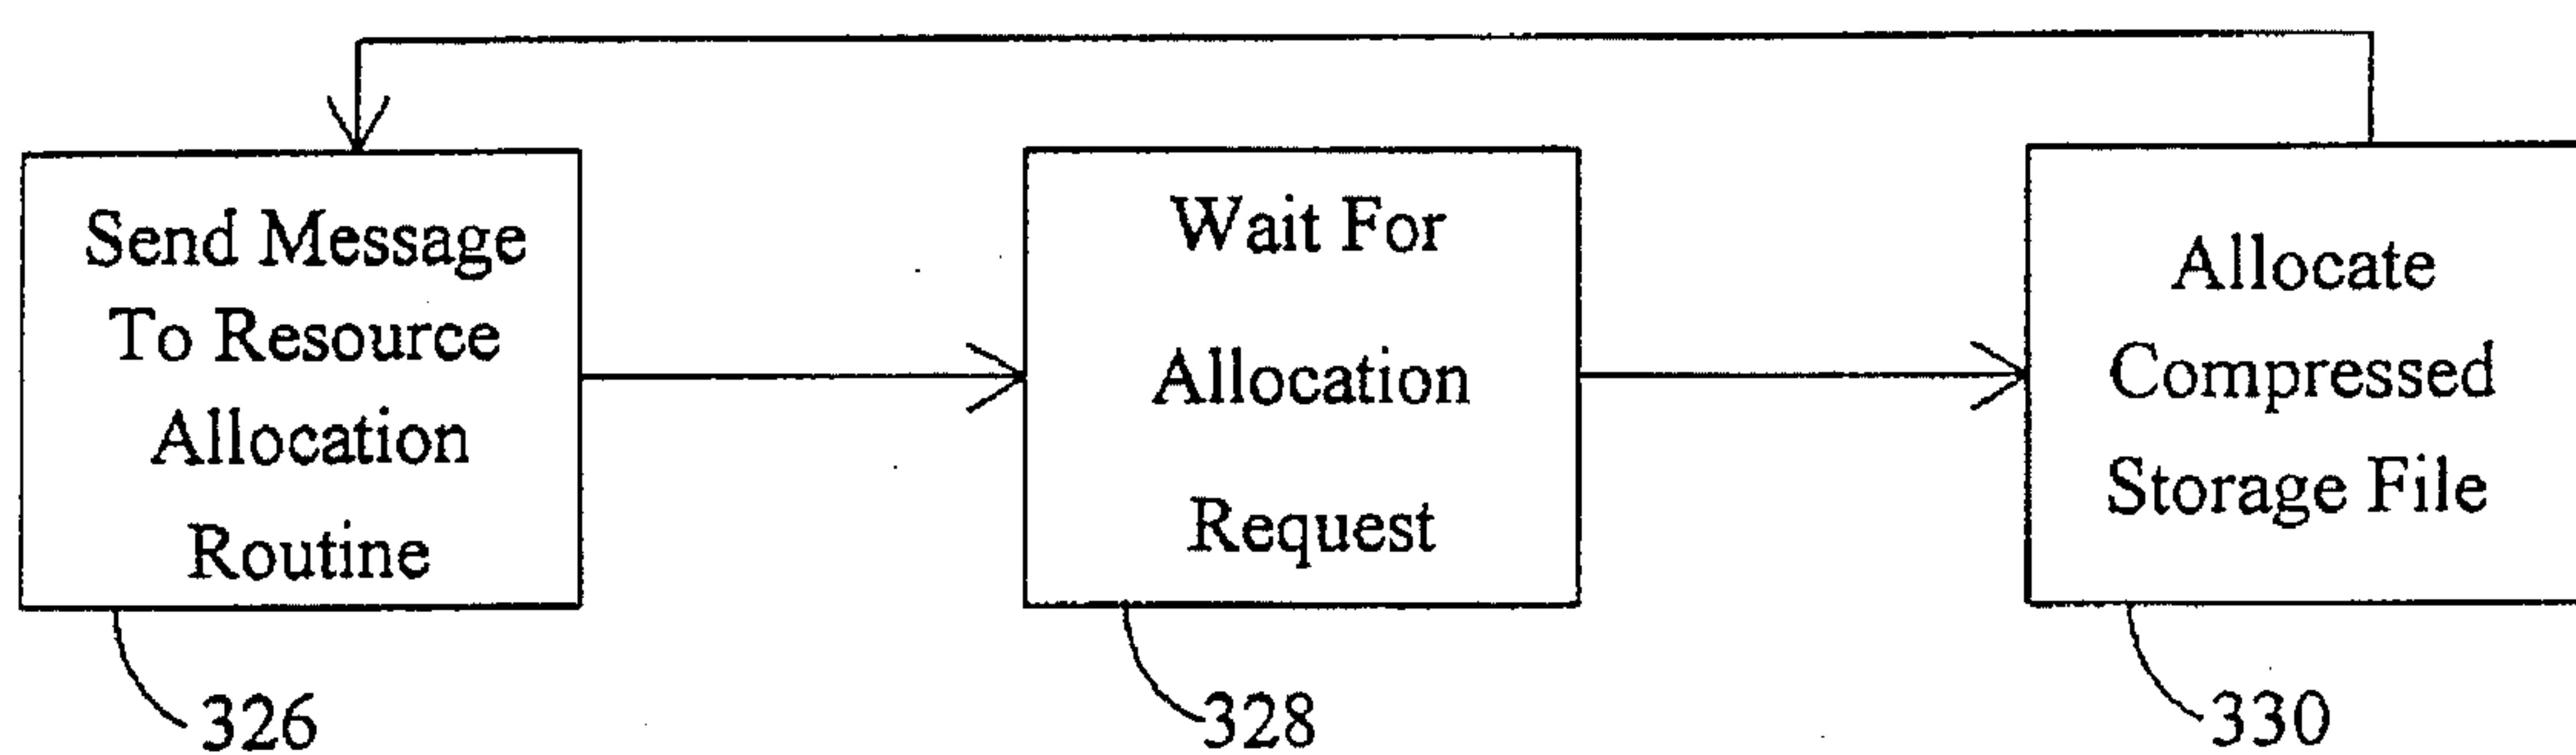 Send Message
To Resource
Allocation
Routine
Wait For
Allocation
Request
Allocate
Compressed
Storage File
326
328
330